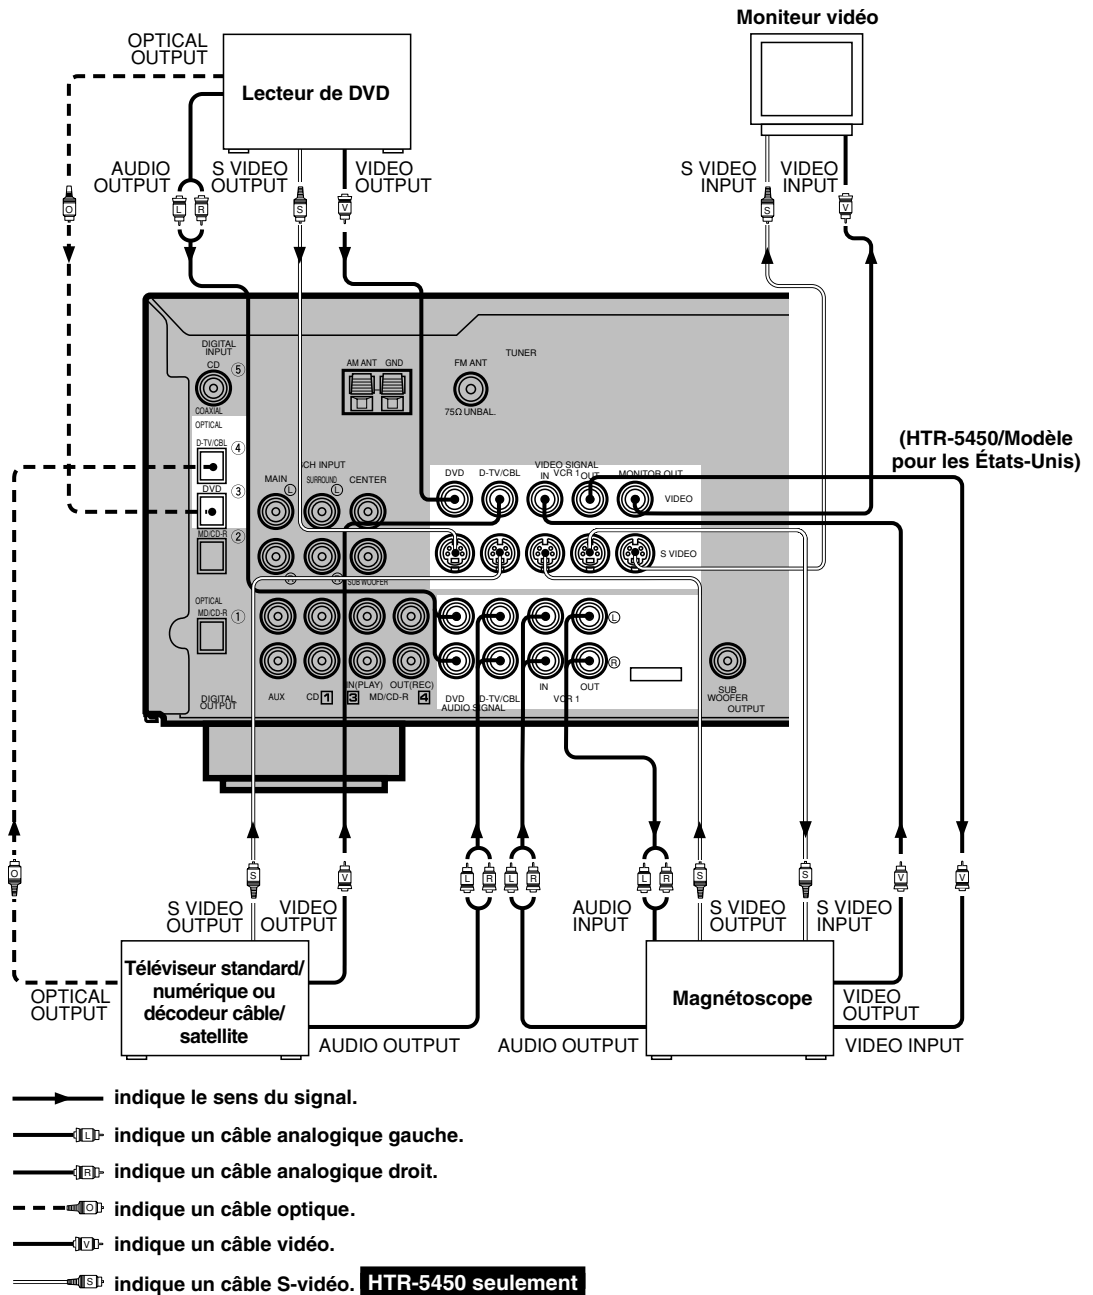 Moniteur vidéo
OPTICAL
OUTPUT
Lecteur de DVD
AUDIO
OUTPUT
S VIDEO
OUTPUT
VIDEO
OUTPUT
S VIDEO
INPUT
VIDEO
INPUT
O
L
R
S
V
S
V
DIGITAL
INPUT
CD
5
COAXIAL
OPTICAL
D-TV/CBL
4
DVD
3
MD/CD-R
2
OPTICAL
MD/CD-R
1
DIGITAL
OUTPUT
AM ANT
GND
FM ANT
75Ω UNBAL.
TUNER
(HTR-5450/Modèle
pour les États-Unis)
CH INPUT
MAIN
L
SURROUND
L
CENTER
R
R
SUB WOOFER
VIDEO SIGNAL
DVD
D-TV/CBL
IN
VCR 1
OUT
MONITOR OUT
VIDEO
S VIDEO
L
R
AUX
CD
1
IN(PLAY)
OUT(REC)
3
MD/CD-R
4
DVD
D-TV/CBL
AUDIO SIGNAL
IN
VCR 1
OUT
SUB
WOOFER
OUTPUT
O
S
V
L
R
L
R
L
R
S
S
V
V
S VIDEO
OUTPUT
VIDEO
OUTPUT
AUDIO
INPUT
S VIDEO
OUTPUT
S VIDEO
INPUT
OPTICAL
OUTPUT
Téléviseur standard/
numérique ou
décodeur câble/
satellite
AUDIO OUTPUT
AUDIO OUTPUT
Magnétoscope
VIDEO
OUTPUT
VIDEO INPUT
indique le sens du signal.
L indique un câble analogique gauche.
R indique un câble analogique droit.
O indique un câble optique.
V indique un câble vidéo.
S indique un câble S-vidéo. HTR-5450 seulement